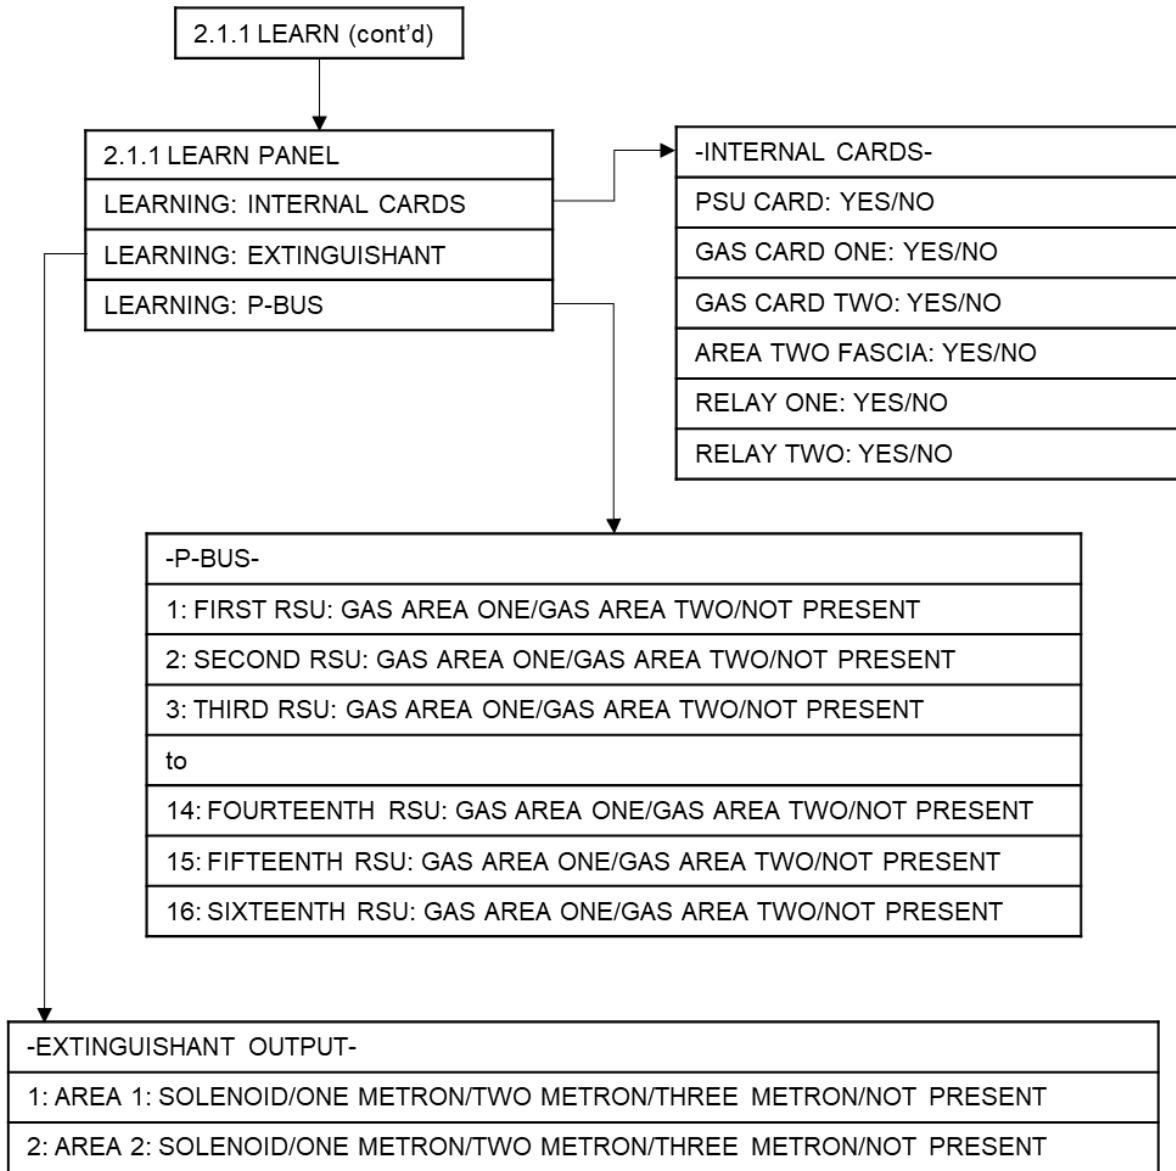 2.1.1 LEARN (cont’d)
2.1.1 LEARN PANEL
LEARNING: INTERNAL CARDS
LEARNING: EXTINGUISHANT
LEARNING: P-BUS
-INTERNAL CARDS-
PSU CARD: YES/NO
GAS CARD ONE: YES/NO
GAS CARD TWO: YES/NO
AREA TWO FASCIA: YES/NO
RELAY ONE: YES/NO
RELAY TWO: YES/NO
-P-BUS-
1: FIRST RSU: GAS AREA ONE/GAS AREA TWO/NOT PRESENT
2: SECOND RSU: GAS AREA ONE/GAS AREA TWO/NOT PRESENT
3: THIRD RSU: GAS AREA ONE/GAS AREA TWO/NOT PRESENT
to
14: FOURTEENTH RSU: GAS AREA ONE/GAS AREA TWO/NOT PRESENT
15: FIFTEENTH RSU: GAS AREA ONE/GAS AREA TWO/NOT PRESENT
16: SIXTEENTH RSU: GAS AREA ONE/GAS AREA TWO/NOT PRESENT
-EXTINGUISHANT OUTPUT-
1: AREA 1: SOLENOID/ONE METRON/TWO METRON/THREE METRON/NOT PRESENT
2: AREA 2: SOLENOID/ONE METRON/TWO METRON/THREE METRON/NOT PRESENT